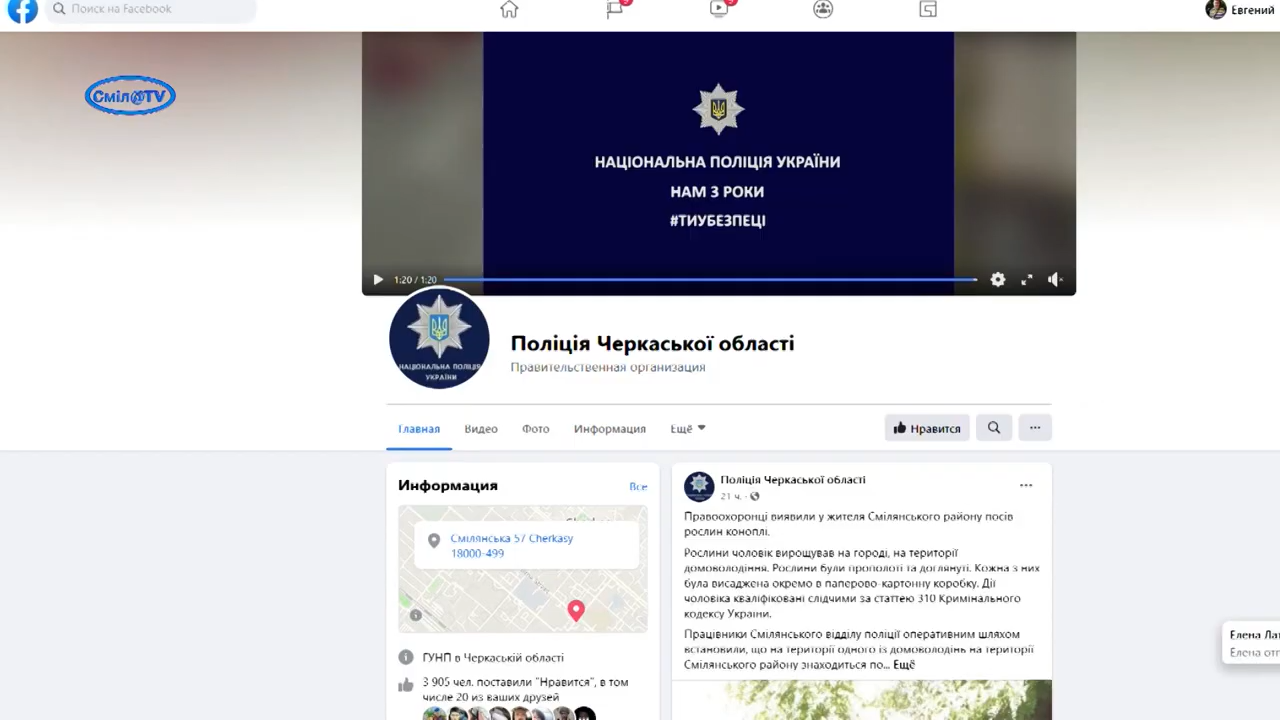 Поиск на Facebook
Евгений
Сміл@TV
НАЦІОНАЛЬНА ПОЛІЦІЯ УКРАЇНИ
НАМ 3 РОКИ
#ТИУБЕЗПЕЦІ
1:20 / 1:20
НАЦІОНАЛЬНА ПОЛІЦІЯ
УКРАЇНИ
Поліція Черкаської області
Правительственная организация
Главная Видео Фото Информация Ещё
Нравится
Информация
Все
Смілянська 57 Cherkasy
18000-499
ГУНП в Черкаській області
3 905 чел. поставили "Нравится", в том
числе 20 из ваших друзей
Поліція Черкаської області
21 ч. ·
Правоохоронці виявили у жителя Смілянського району посів
рослин коноплі.
Рослини чоловік вирощував на городі, на території
домоволодіння. Рослини були прополоті та доглянуті. Кожна з них
була висаджена окремо в паперово-картонну коробку. Дії
чоловіка кваліфіковані слідчими за статтею 310 Кримінального
кодексу України.
Працівники Смілянського відділу поліції оперативним шляхом
встановили, що на території одного із домоволодінь на території
Смілянського району знаходиться по... Ещё
Елена
Елена